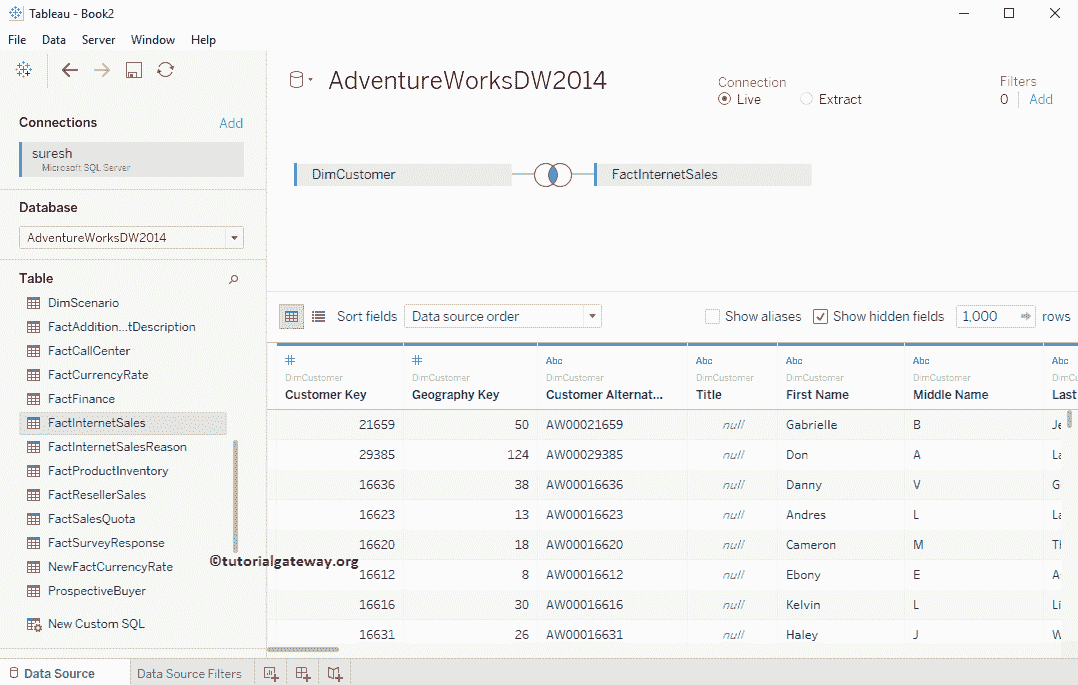 Tableau - Book2
File Data Server Window Help
Connections Add
suresh
Microsoft SQL Server
Database
AdventureWorksDW2014
Table
DimScenario
FactAddition...tDescription
FactCallCenter
FactCurrencyRate
FactFinance
FactInternetSales
FactInternetSalesReason
FactProductInventory
FactResellerSales
FactSalesQuota
FactSurveyResponse
NewFactCurrencyRate
ProspectiveBuyer
New Custom SQL
AdventureWorksDW2014
Connection
Live Extract
Filters
0 Add
DimCustomer FactInternetSales
Sort fields Data source order Show aliases Show hidden fields 1,000 rows
# # Abc Abc Abc Abc Abc
DimCustomer DimCustomer DimCustomer DimCustomer DimCustomer DimCustomer DimC
Customer Key Geography Key Customer Alternat... Title First Name Middle Name Last
21659 50 AW00021659 null Gabrielle B Je
29385 124 AW00029385 null Don A La
16636 38 AW00016636 null Danny V G
16623 13 AW00016623 null Andres L La
16620 18 AW00016620 null Cameron M Th
16612 8 AW00016612 null Ebony E A
16616 30 AW00016616 null Kelvin L Li
16631 26 AW00016631 null Haley J W
©tutorialgateway.org
Data Source Data Source Filters